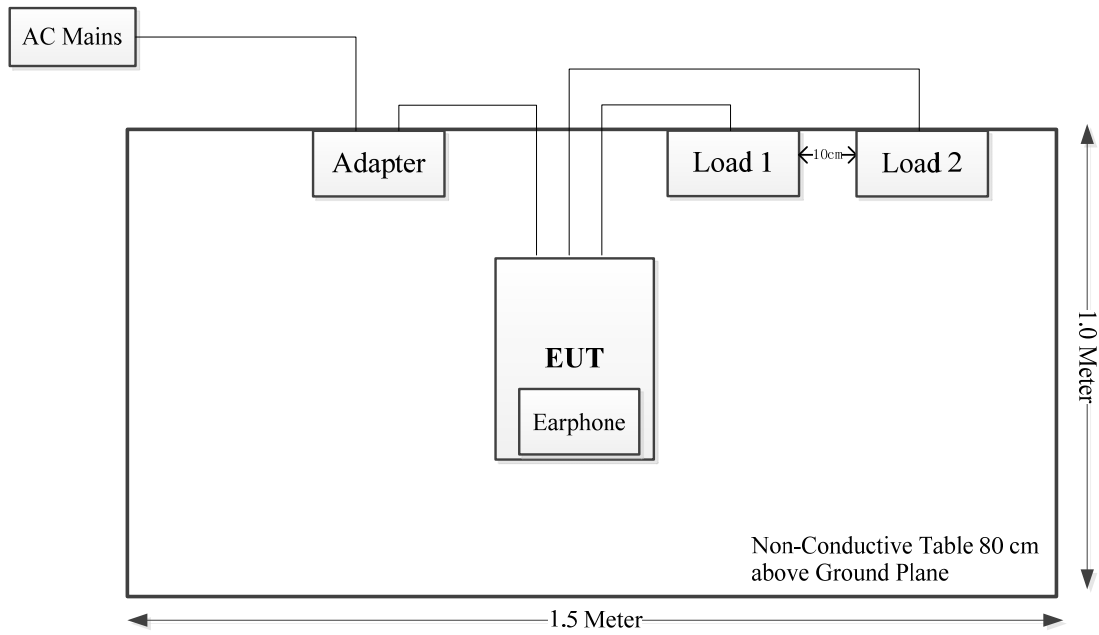 AC Mains
Adapter
Load 1
10cm
Load 2
EUT
Earphone
1.0 Meter
Non-Conductive Table 80 cm
above Ground Plane
1.5 Meter